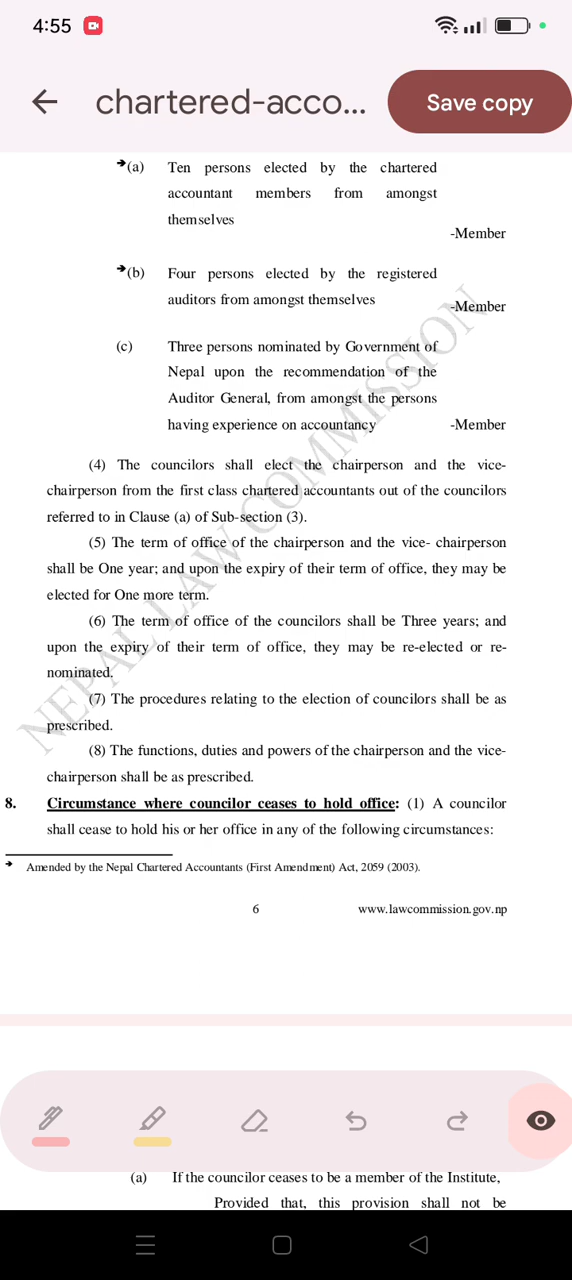 4:55
chartered-acco...
Save copy
➔(a) Ten persons elected by the chartered
accountant members from amongst
themselves
-Member
➔(b) Four persons elected by the registered
auditors from amongst themselves
-Member
(c) Three persons nominated by Government of
Nepal upon the recommendation of the
Auditor General, from amongst the persons
having experience on accountancy -Member
(4) The councilors shall elect the chairperson and the vice-
chairperson from the first class chartered accountants out of the councilors
referred to in Clause (a) of Sub-section (3).
(5) The term of office of the chairperson and the vice- chairperson
shall be One year; and upon the expiry of their term of office, they may be
elected for One more term.
(6) The term of office of the councilors shall be Three years; and
upon the expiry of their term of office, they may be re-elected or re-
nominated.
(7) The procedures relating to the election of councilors shall be as
prescribed.
(8) The functions, duties and powers of the chairperson and the vice-
chairperson shall be as prescribed.
8. Circumstance where councilor ceases to hold office: (1) A councilor
shall cease to hold his or her office in any of the following circumstances:
➔ Amended by the Nepal Chartered Accountants (First Amendment) Act, 2059 (2003).
6 www.lawcommission.gov.np
NEPAL LAW COMMISSION
(a) If the councilor ceases to be a member of the Institute,
Provided that, this provision shall not be